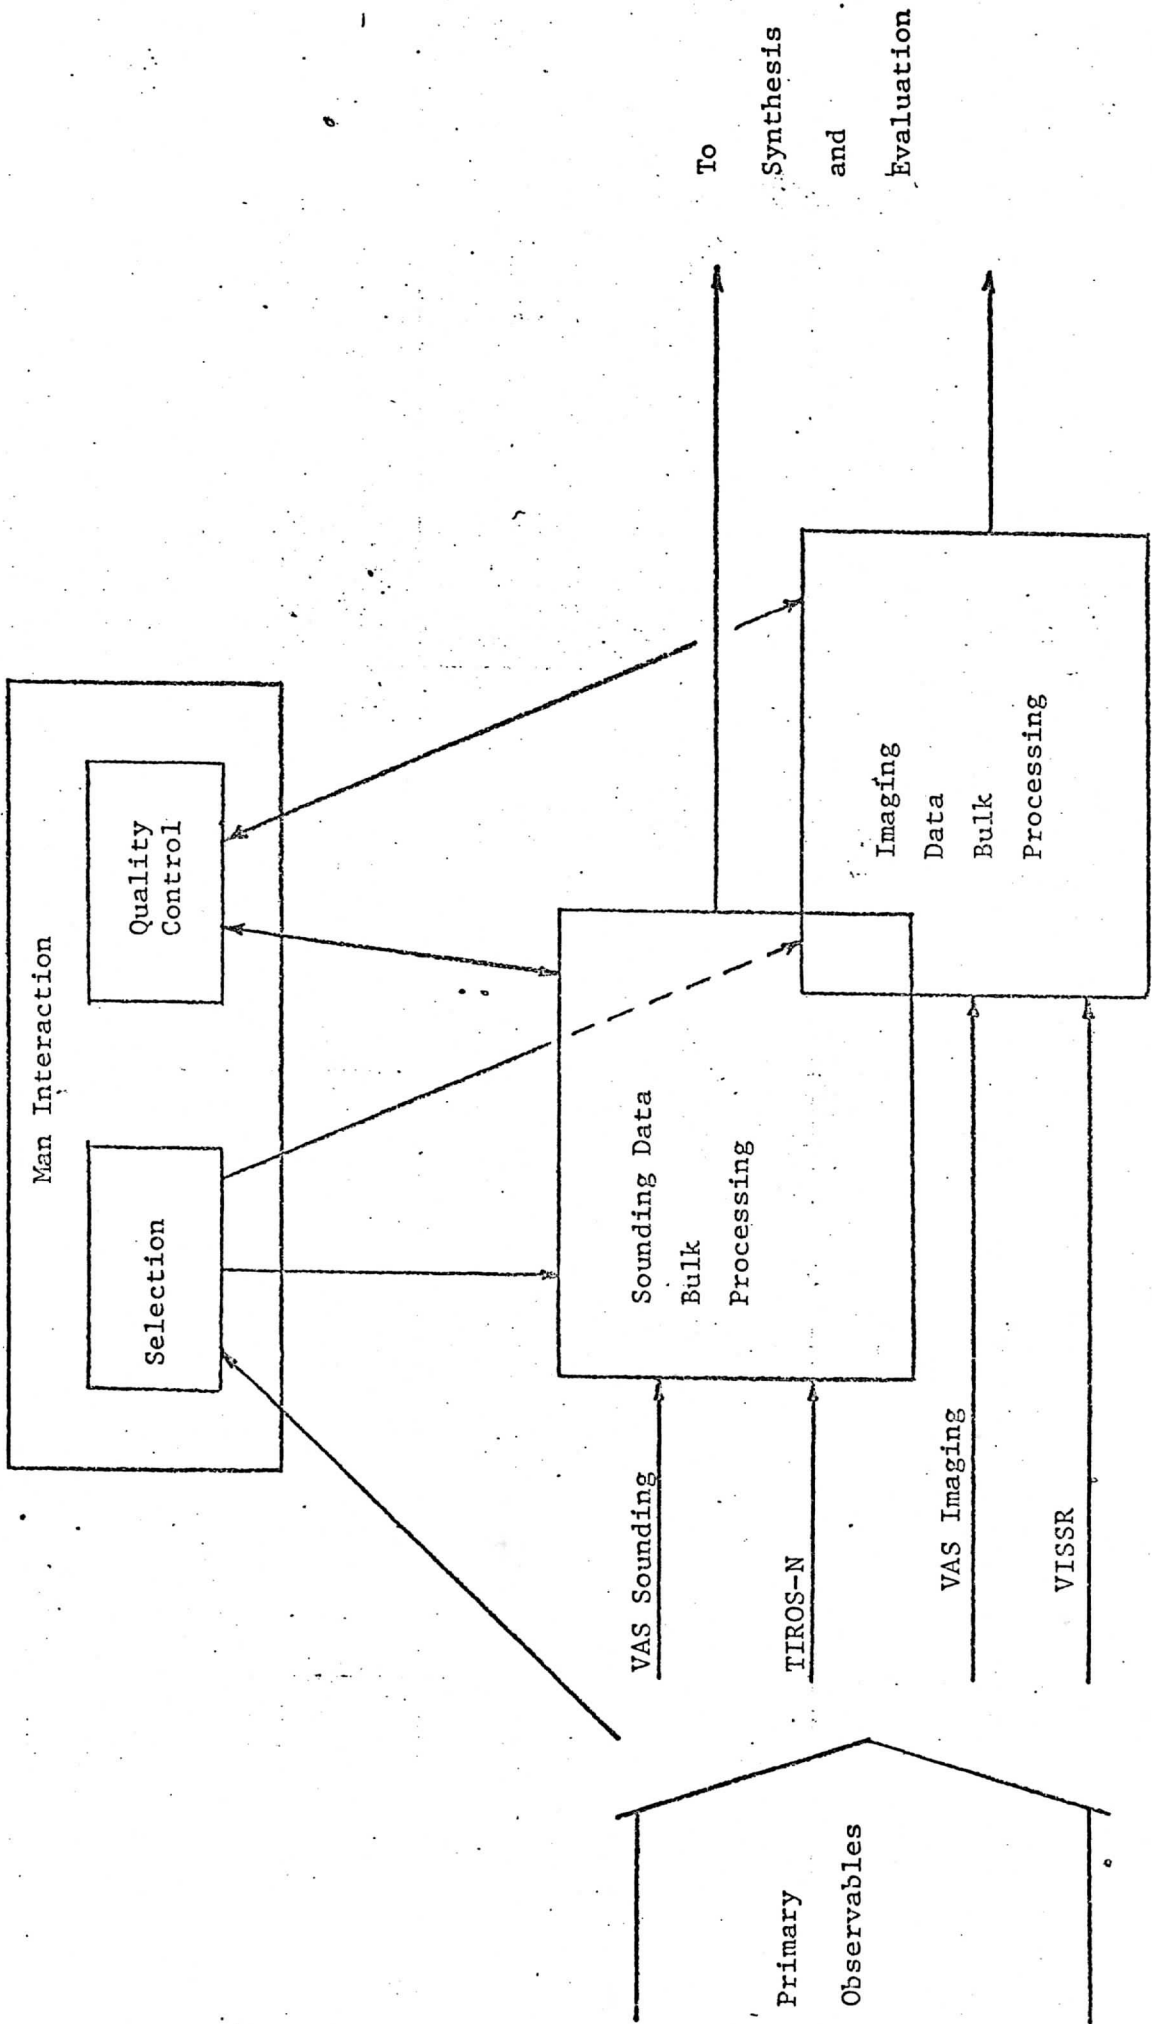 Man Interaction
Selection
Quality
Control
Primary
Observables
VAS Sounding
TIROS-N
VAS Imaging
VISSR
Sounding Data
Bulk
Processing
Imaging
Data
Bulk
Processing
To
Synthesis
and
Evaluation